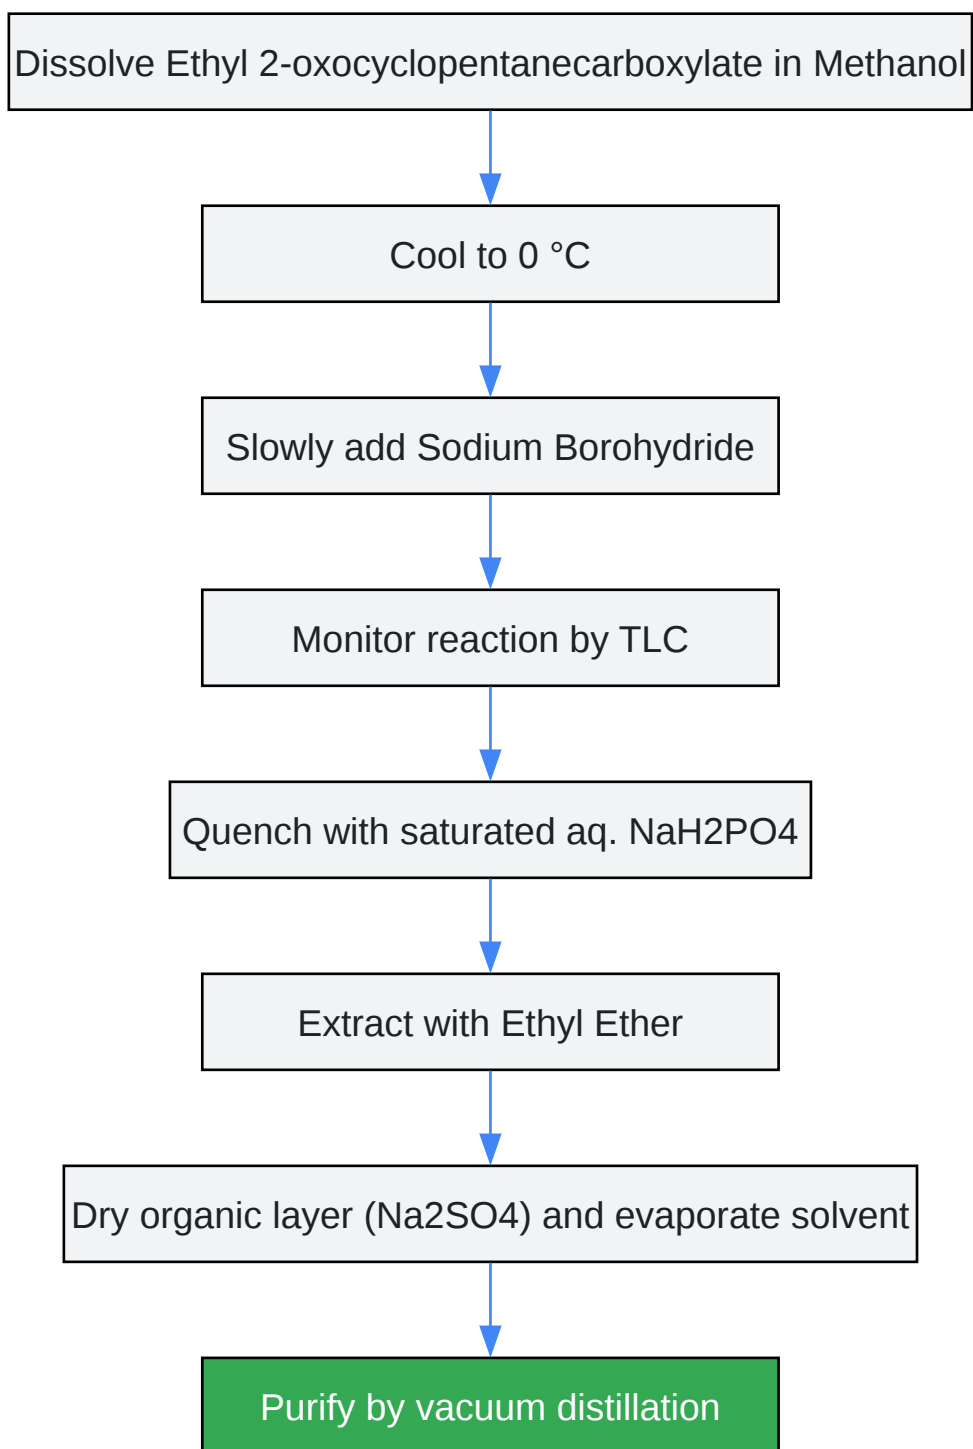 Dissolve Ethyl 2-oxocyclopentanecarboxylate in Methanol
Cool to 0 °C
Slowly add Sodium Borohydride
Monitor reaction by TLC
Quench with saturated aq. NaH2PO4
Extract with Ethyl Ether
Dry organic layer (Na2SO4) and evaporate solvent
Purify by vacuum distillation